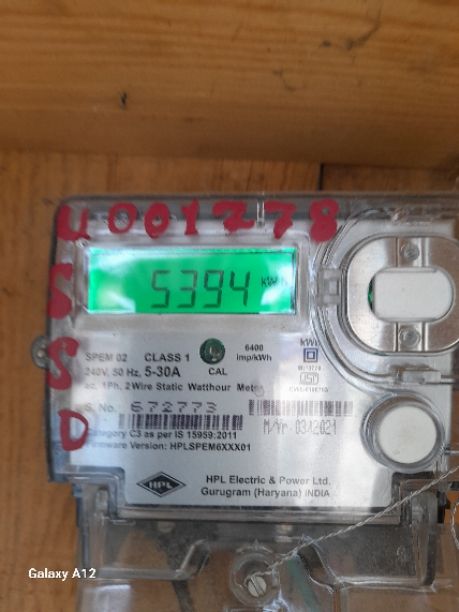 U001778
S
S
D
5394 kWh
SPEM 02 CLASS 1
240V, 50 Hz, 5-30A
ac, 1Ph, 2Wire Static Watthour Meter
CAL
6400
imp/kWh
S. No. 672773
M/Yr-03/2021
Category C3 as per IS 15959:2011
Firmware Version: HPLSPEM6XXX01
HPL
HPL Electric & Power Ltd.
Gurugram (Haryana) INDIA
Galaxy A12